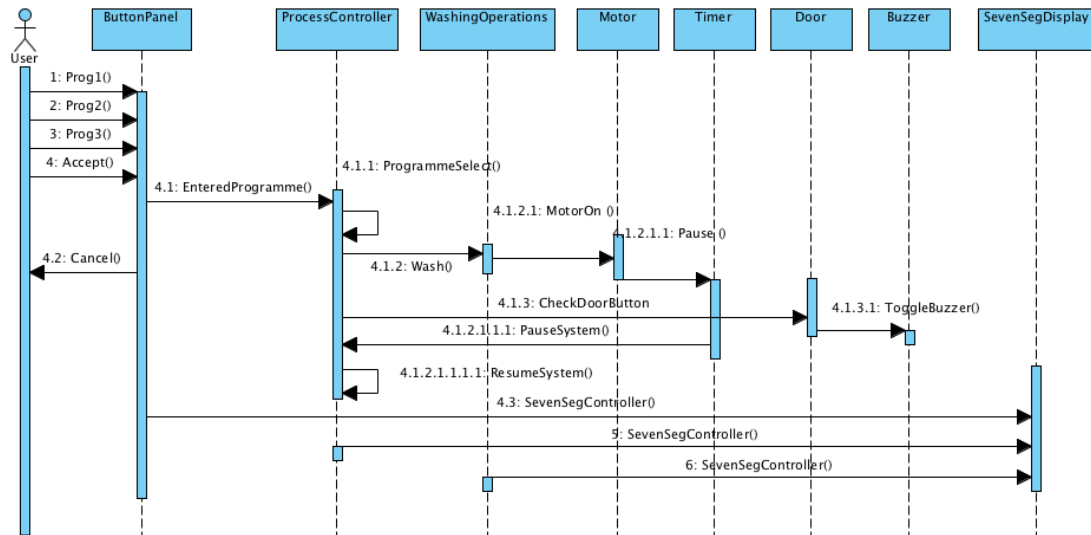 ButtonPanel
ProcessController
WashingOperations
Motor
Timer
Door
Buzzer
SevenSegDisplay
User
1: Prog1()
2: Prog2()
3: Prog3()
4: Accept()
4.1.1: ProgrammeSelect()
4.1: EnteredProgramme()
4.1.2.1: MotorOn ()
4.1.2.1.1: Pause ()
4.2: Cancel()
4.1.2: Wash()
4.1.3: CheckDoorButton
4.1.3.1: ToggleBuzzer()
4.1.2.1.1.1: PauseSystem()
4.1.2.1.1.1.1: ResumeSystem()
4.3: SevenSegController()
5: SevenSegController()
6: SevenSegController()